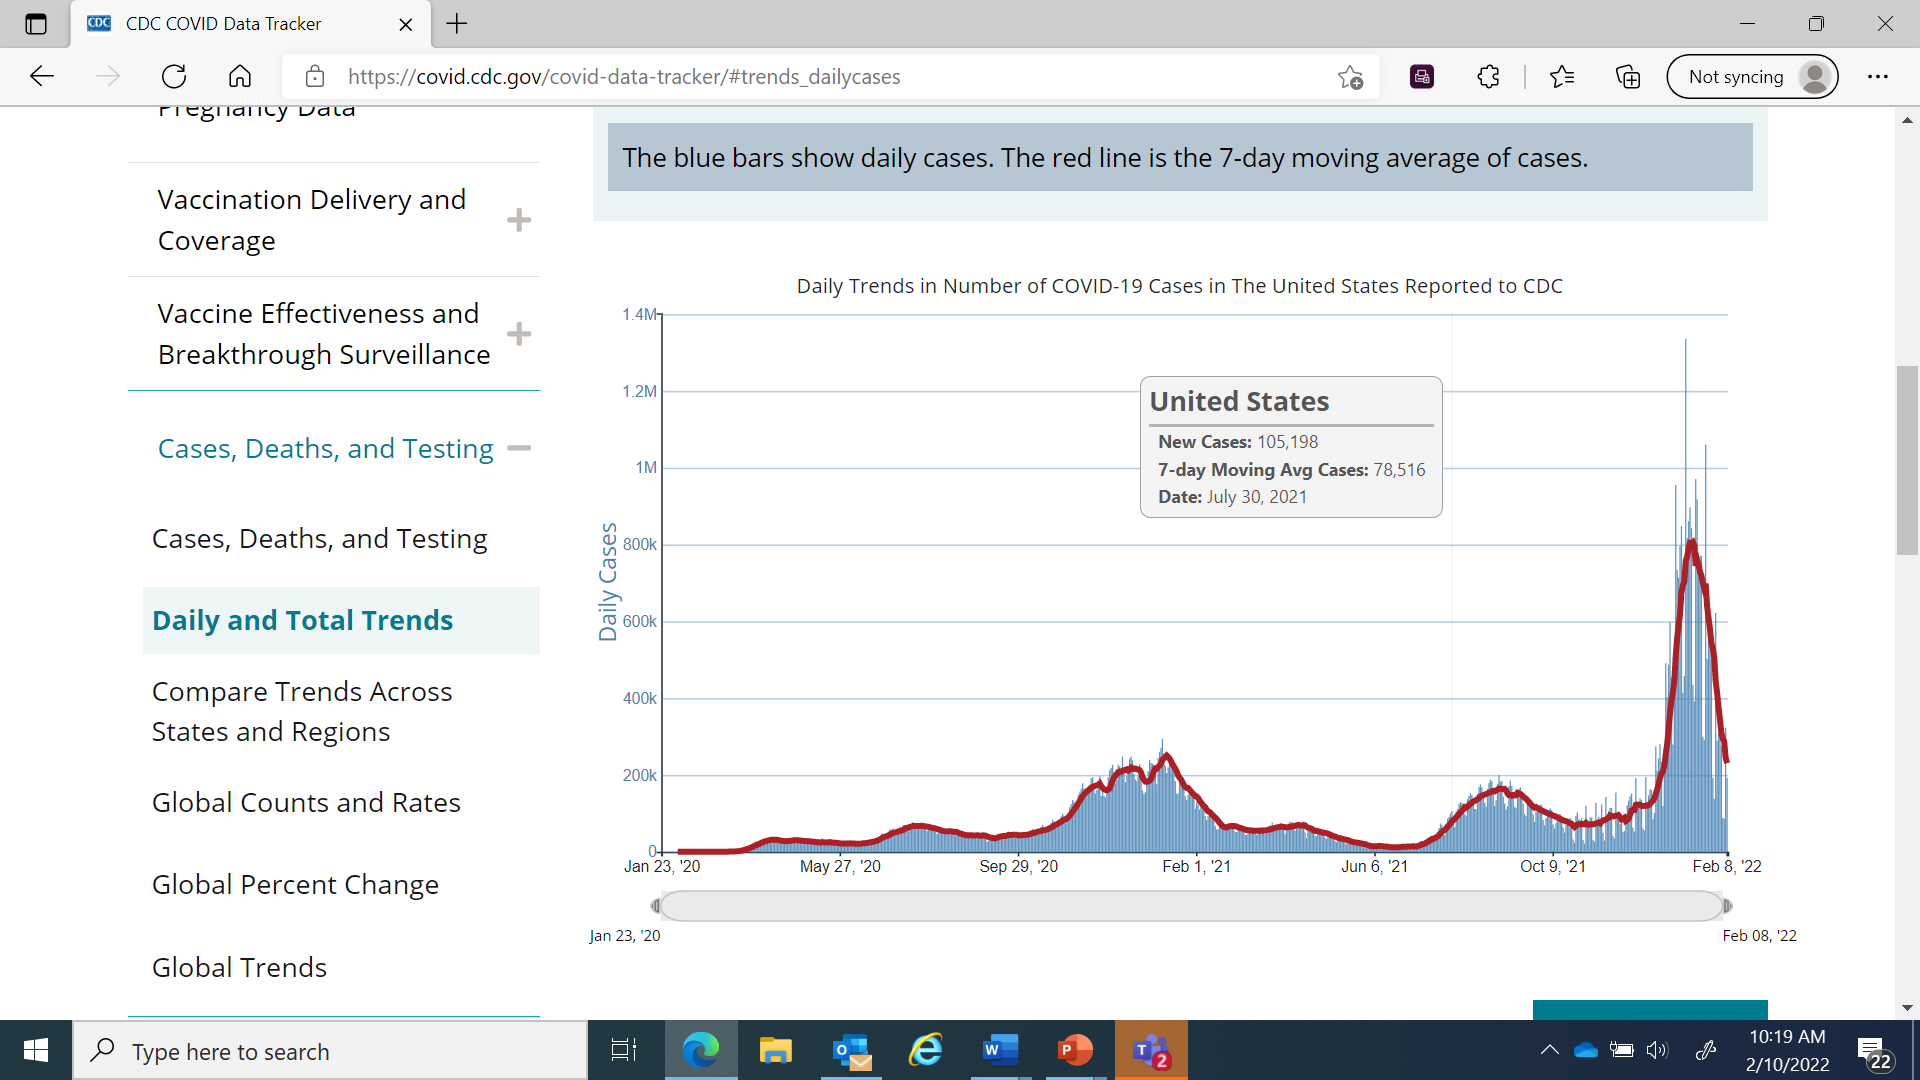 CDC COVID Data Tracker
https://covid.cdc.gov/covid-data-tracker/#trends_dailycases
Not syncing
Pregnancy Data
Vaccination Delivery and
Coverage
Vaccine Effectiveness and
Breakthrough Surveillance
Cases, Deaths, and Testing
Cases, Deaths, and Testing
Daily and Total Trends
Compare Trends Across
States and Regions
Global Counts and Rates
Global Percent Change
Global Trends
The blue bars show daily cases. The red line is the 7-day moving average of cases.
Daily Trends in Number of COVID-19 Cases in The United States Reported to CDC
Daily Cases
1.4M
1.2M
1M
800k
600k
400k
200k
0
United States
New Cases: 105,198
7-day Moving Avg Cases: 78,516
Date: July 30, 2021
Jan 23, '20
May 27, '20
Sep 29, '20
Feb 1, '21
Jun 6, '21
Oct 9, '21
Feb 8, '22
Jan 23, '20
Feb 08, '22
Type here to search
2
10:19 AM
2/10/2022
22